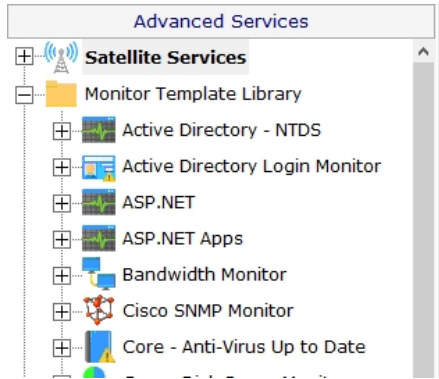 Advanced Services
Satellite Services
Monitor Template Library
Active Directory - NTDS
Active Directory Login Monitor
ASP.NET
ASP.NET Apps
Bandwidth Monitor
Cisco SNMP Monitor
Core - Anti-Virus Up to Date